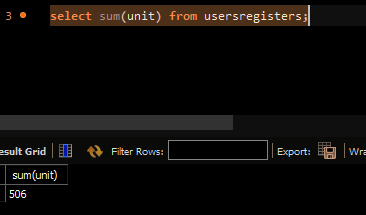 3 select sum(unit) from usersregisters;
esult Grid Filter Rows: Export: Wra
sum(unit)
506